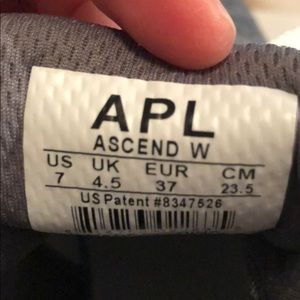 APL
ASCEND W
US UK EUR CM
7 4.5 37 23.5
US Patent #8347526